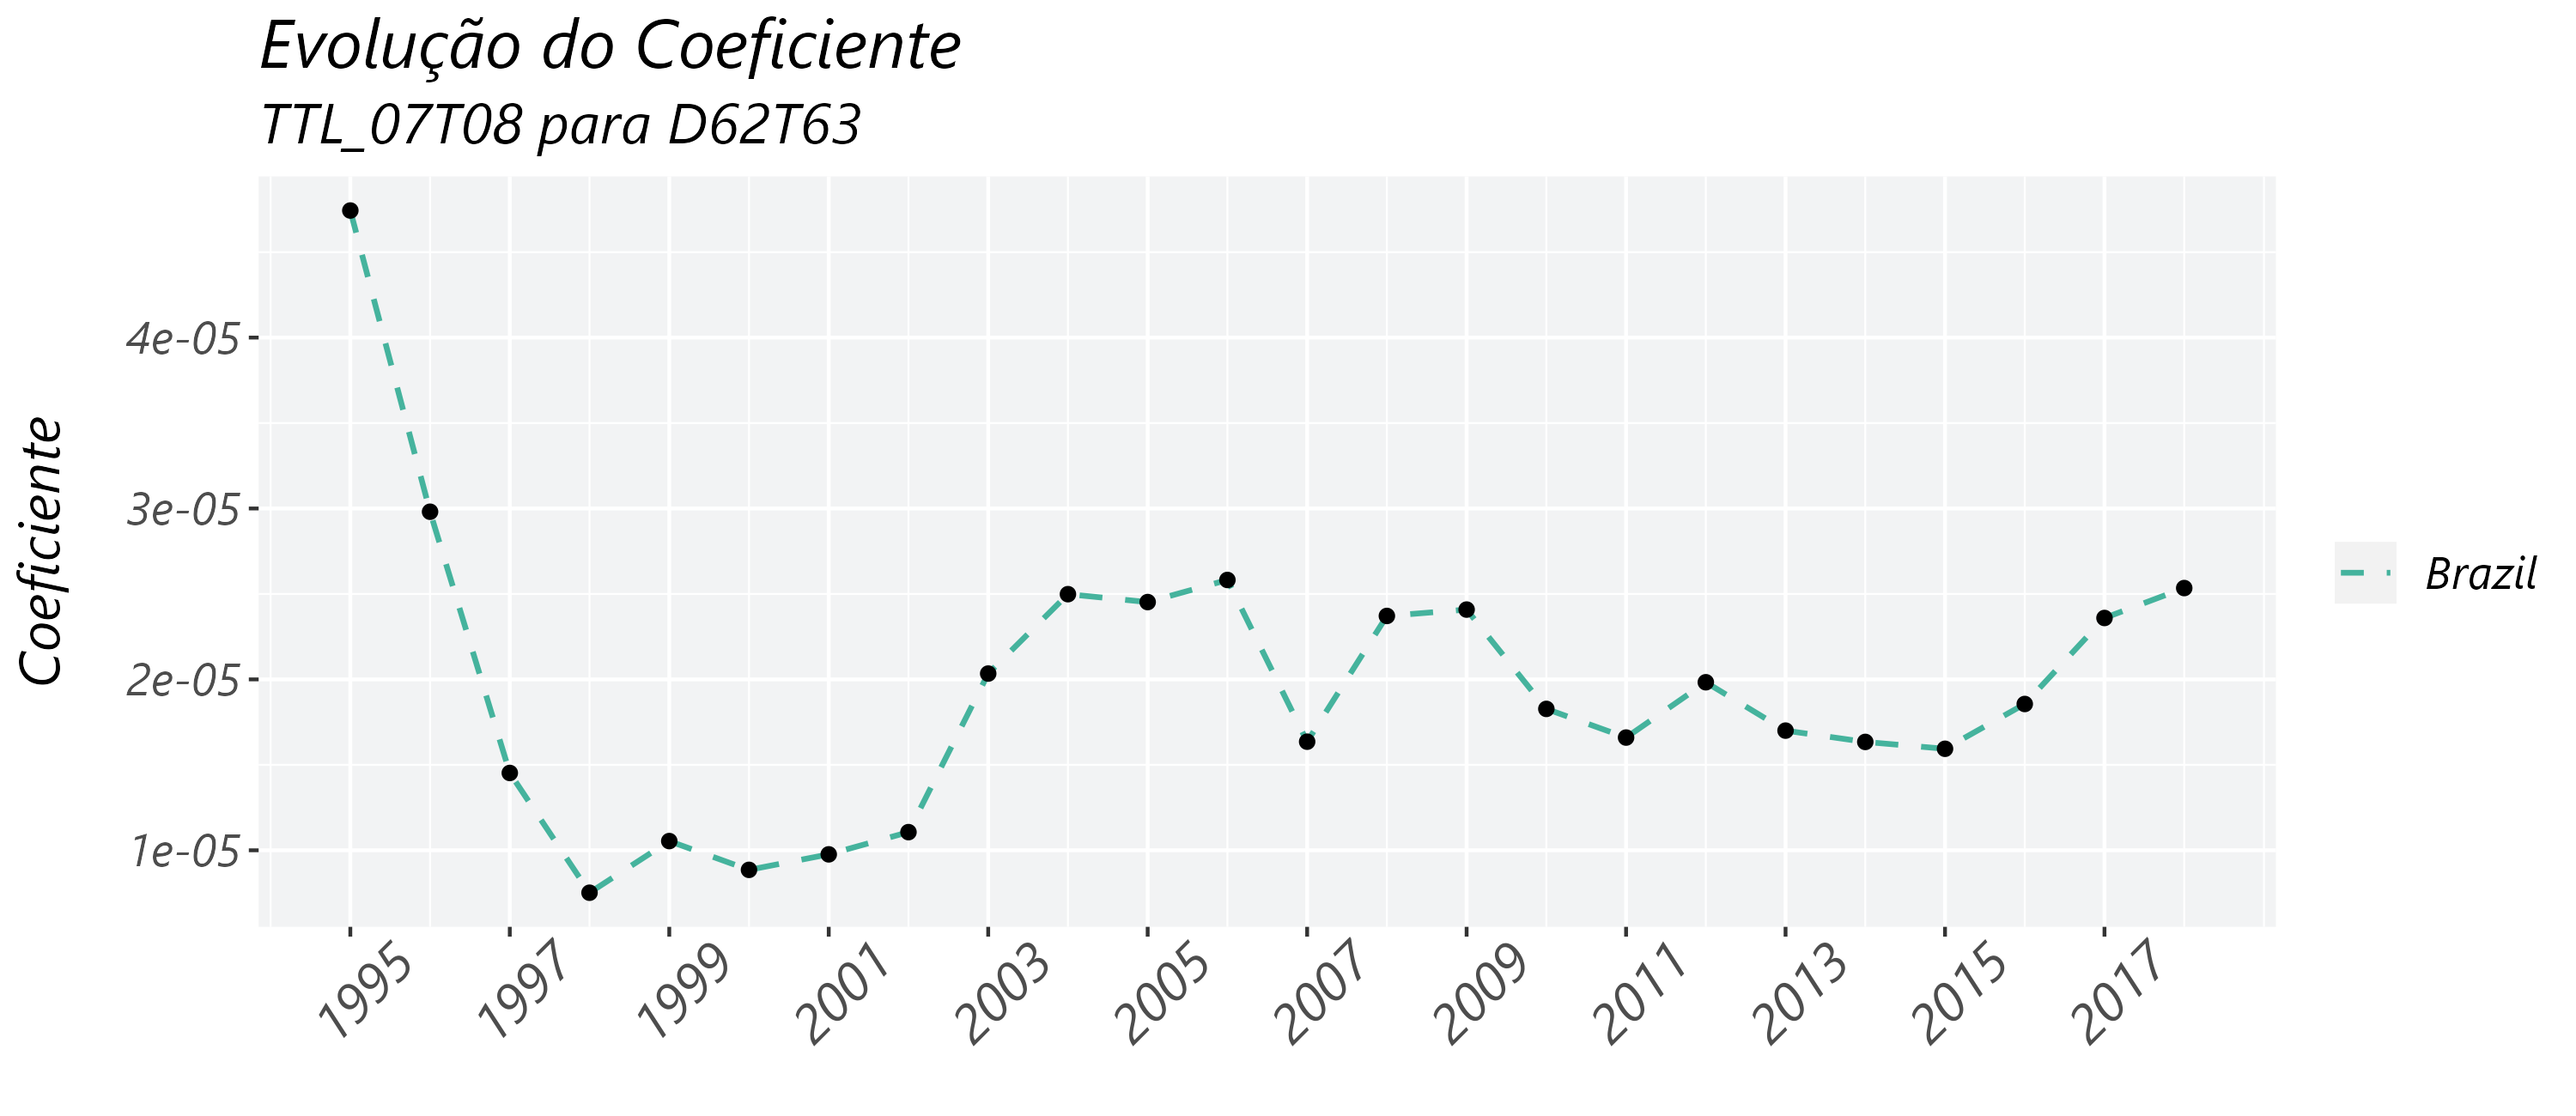 Evolução do Coeficiente
TTL_07T08 para D62T63
Coeficiente
4e-05
3e-05
2e-05
1e-05
1995
1997
1999
2001
2003
2005
2007
2009
2011
2013
2015
2017
Brazil